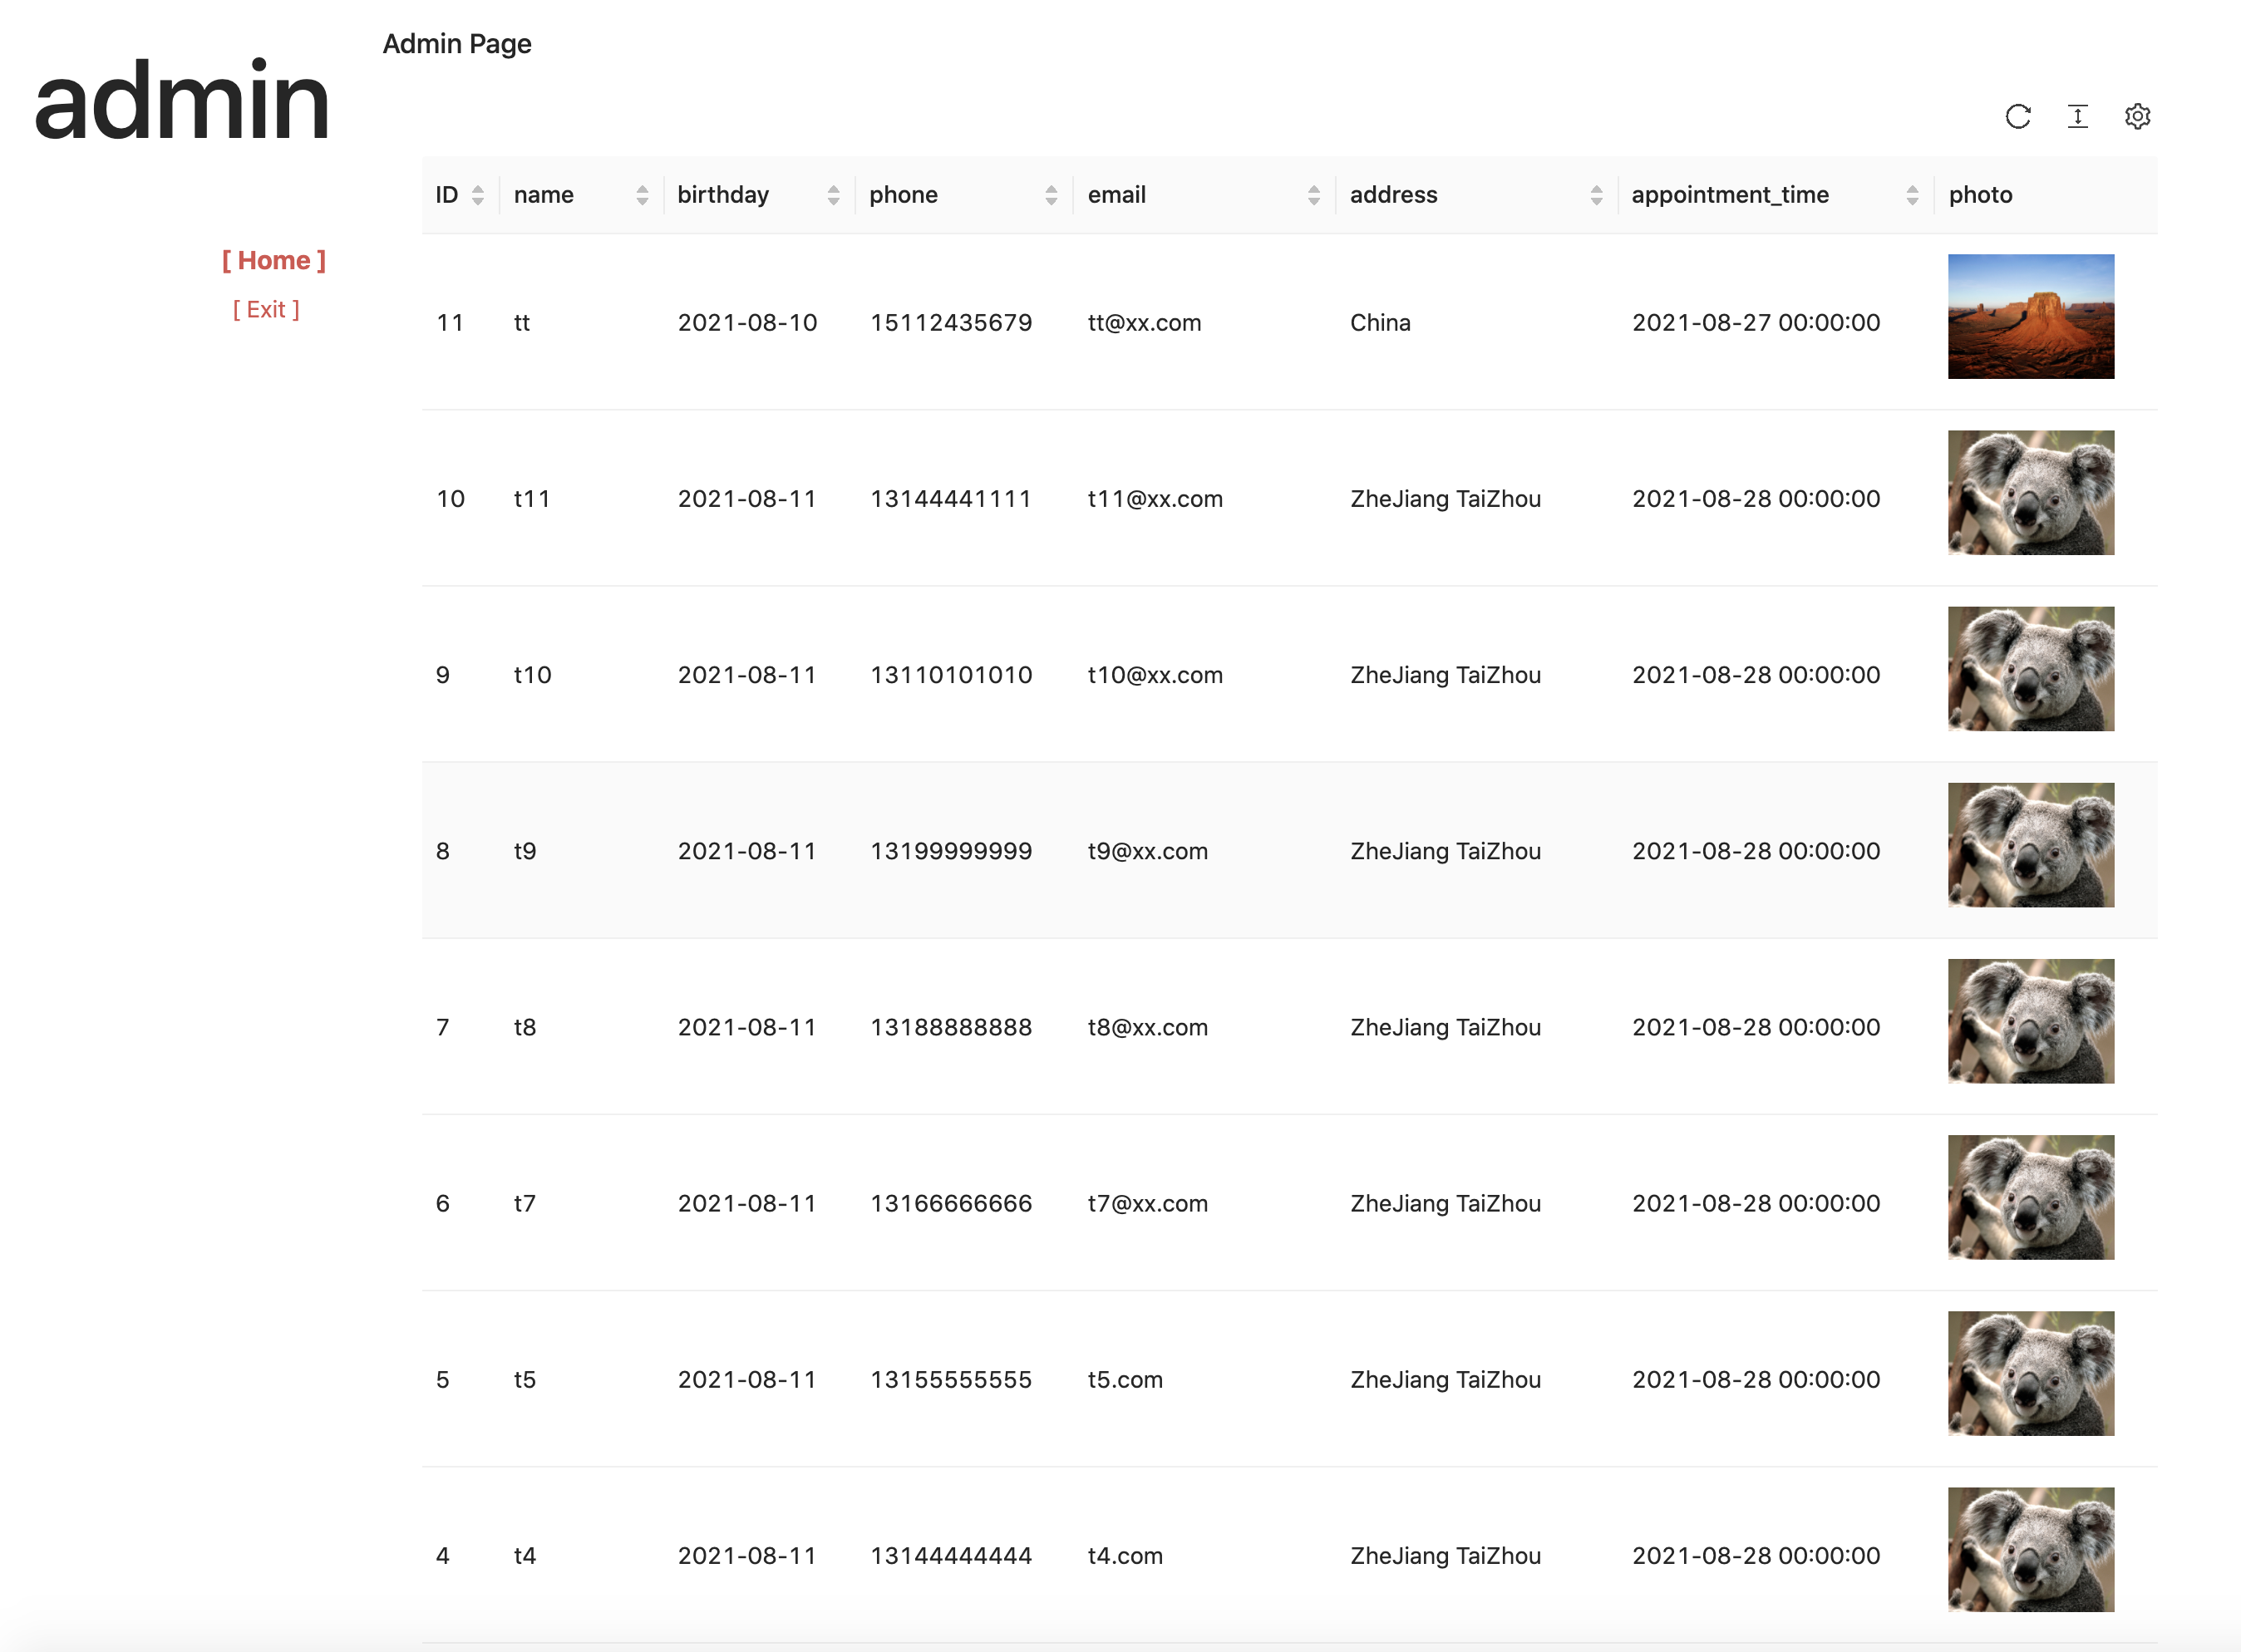 Admin Page
admin
ID name birthday phone email address appointment_time photo
[ Home ]
[ Exit ]
11 tt 2021-08-10 15112435679 tt@xx.com China 2021-08-27 00:00:00
10 t11 2021-08-11 13144441111 t11@xx.com ZheJiang TaiZhou 2021-08-28 00:00:00
9 t10 2021-08-11 13110101010 t10@xx.com ZheJiang TaiZhou 2021-08-28 00:00:00
8 t9 2021-08-11 13199999999 t9@xx.com ZheJiang TaiZhou 2021-08-28 00:00:00
7 t8 2021-08-11 13188888888 t8@xx.com ZheJiang TaiZhou 2021-08-28 00:00:00
6 t7 2021-08-11 13166666666 t7@xx.com ZheJiang TaiZhou 2021-08-28 00:00:00
5 t5 2021-08-11 13155555555 t5.com ZheJiang TaiZhou 2021-08-28 00:00:00
4 t4 2021-08-11 13144444444 t4.com ZheJiang TaiZhou 2021-08-28 00:00:00